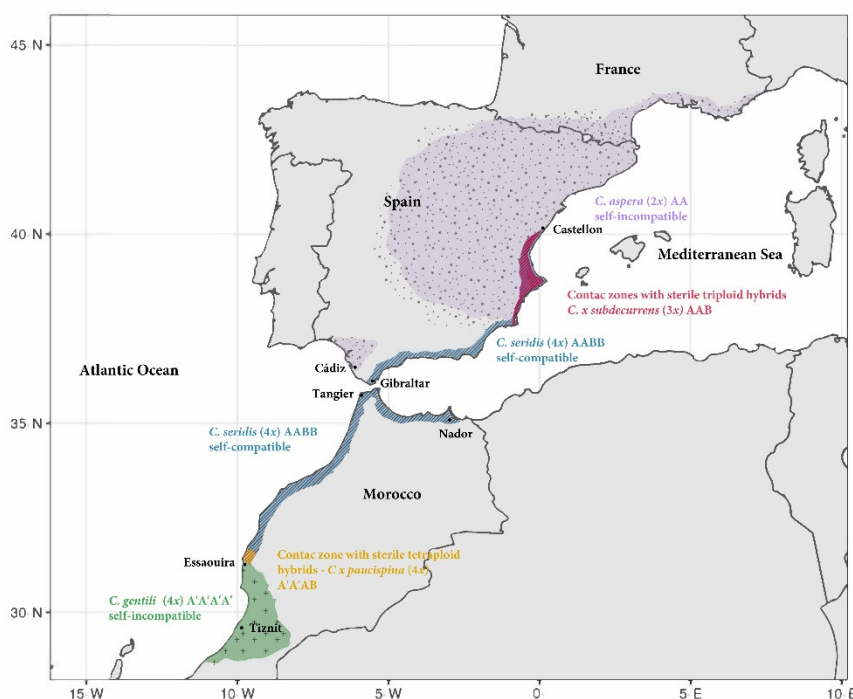 45 N
France
Spain
C. aspera (2x) AA
self-incompatible
40 N
Castellon
Mediterranean Sea
Contac zones with sterile triploid hybrids
C. x subdecurrens (3x) AAB
C. seridis (4x) AABB
self-compatible
Atlantic Ocean
Cádiz
Gibraltar
Tangier
35 N
C. seridis (4x) AABB
self-compatible
Nador
Morocco
Essaouira
Contac zone with sterile tetraploid
hybrids - C x paucispina (4x)
A'A'AB
C. gentili (4x) A'A'A'A'
self-incompatible
30 N
Tiznit
15 W
10 W
5 W
0
5 E
10 E